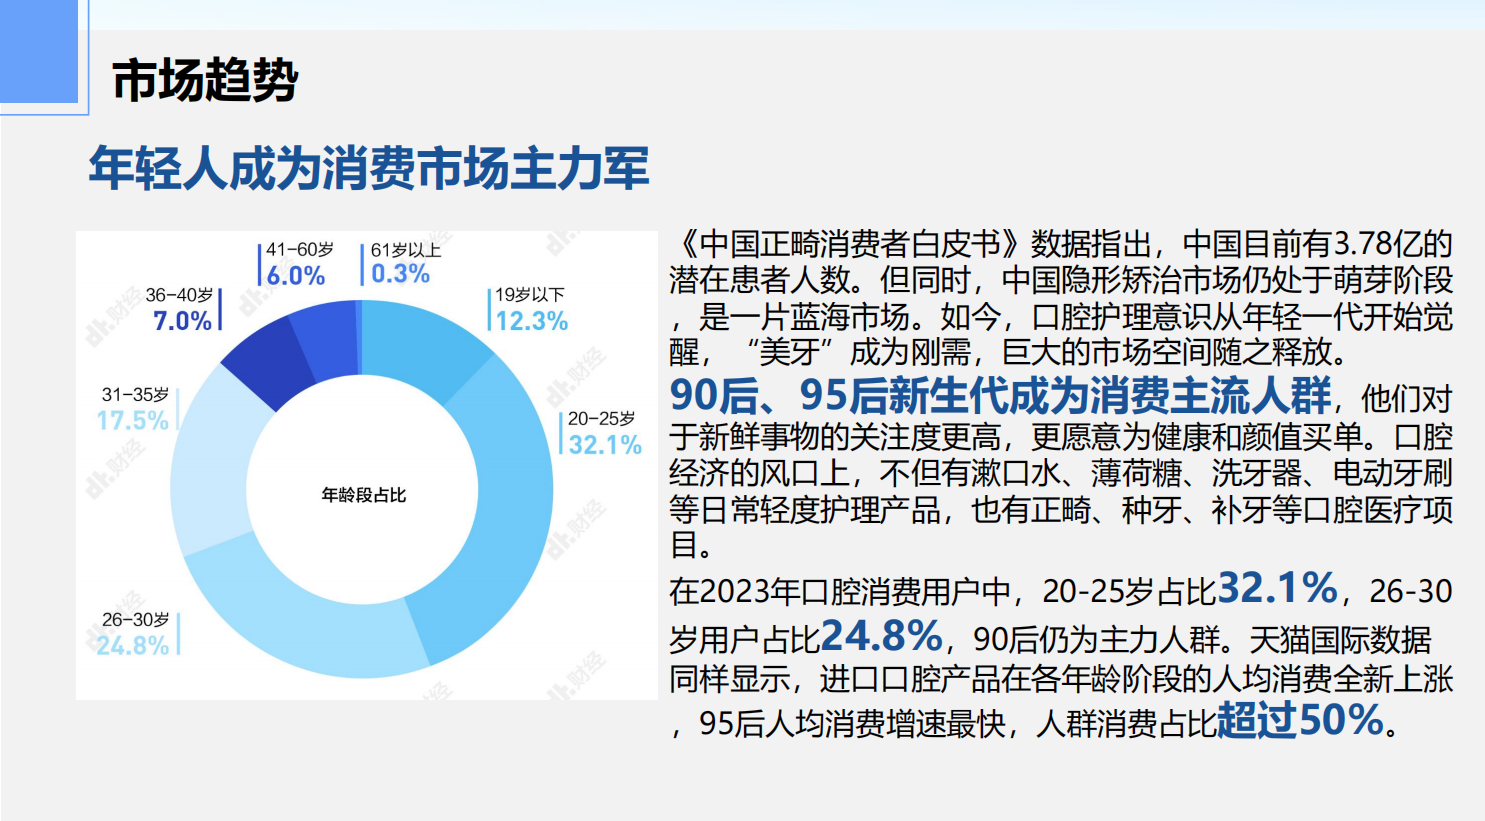 市场趋势
年轻人成为消费市场主力军
41-60岁
6.0%
61岁以上
0.3%
36-40岁
7.0%
19岁以下
12.3%
31-35岁
17.5%
20-25岁
32.1%
年龄段占比
26-30岁
24.8%
《中国正畸消费者白皮书》数据指出，中国目前有3.78亿的
潜在患者人数。但同时，中国隐形矫治市场仍处于萌芽阶段
，是一片蓝海市场。如今，口腔护理意识从年轻一代开始觉
醒，“美牙”成为刚需，巨大的市场空间随之释放。
90后、95后新生代成为消费主流人群，他们对
于新鲜事物的关注度更高，更愿意为健康和颜值买单。口腔
经济的风口上，不但有漱口水、薄荷糖、洗牙器、电动牙刷
等日常轻度护理产品，也有正畸、种牙、补牙等口腔医疗项
目。
在2023年口腔消费用户中，20-25岁占比32.1%，26-30
岁用户占比24.8%，90后仍为主力人群。天猫国际数据
同样显示，进口口腔产品在各年龄阶段的人均消费全新上涨
，95后人均消费增速最快，人群消费占比超过50%。